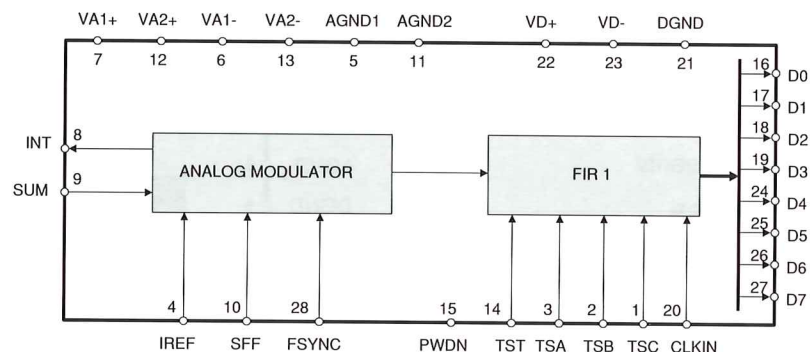 VA1+ VA2+ VA1- VA2- AGND1 AGND2 VD+ VD- DGND
7 12 6 13 5 11 22 23 21
16 D0
17 D1
18 D2
19 D3
24 D4
25 D5
26 D6
27 D7
INT 8
SUM 9
ANALOG MODULATOR
FIR 1
4 10 28 15 14 3 2 1 20
IREF SFF FSYNC PWDN TST TSA TSB TSC CLKIN